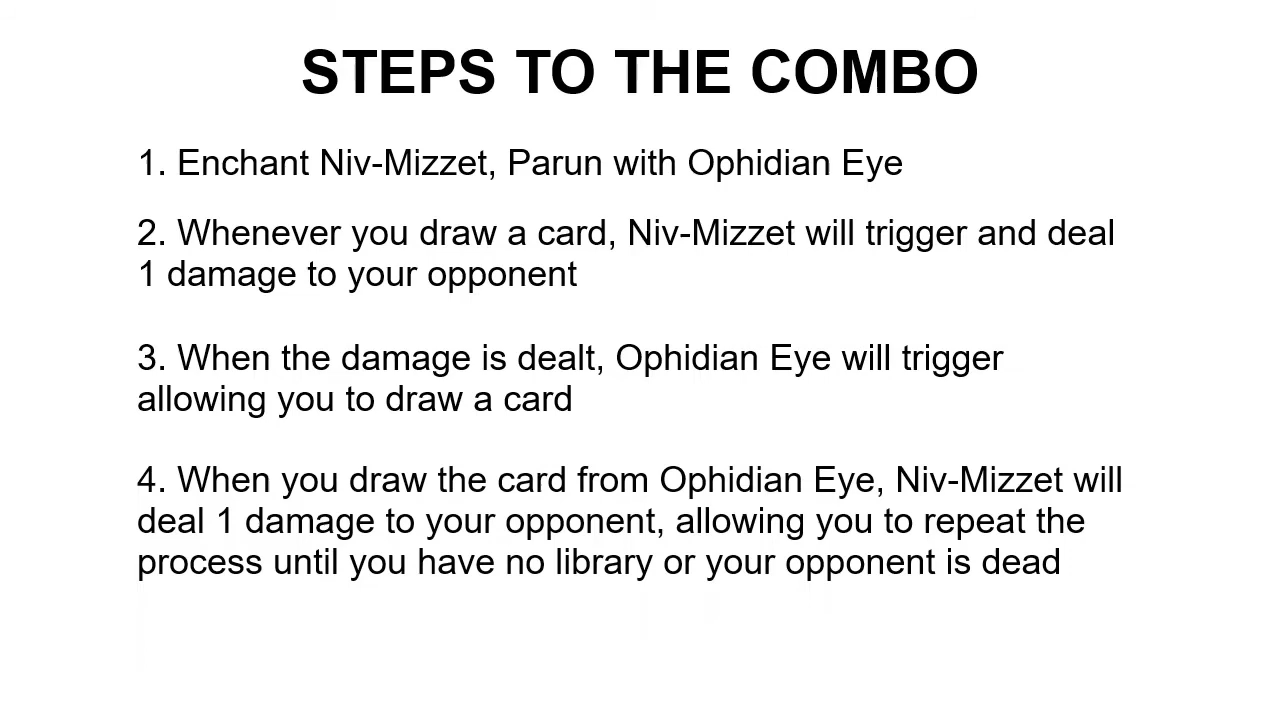 STEPS TO THE COMBO
1. Enchant Niv-Mizzet, Parun with Ophidian Eye
2. Whenever you draw a card, Niv-Mizzet will trigger and deal
1 damage to your opponent
3. When the damage is dealt, Ophidian Eye will trigger
allowing you to draw a card
4. When you draw the card from Ophidian Eye, Niv-Mizzet will
deal 1 damage to your opponent, allowing you to repeat the
process until you have no library or your opponent is dead